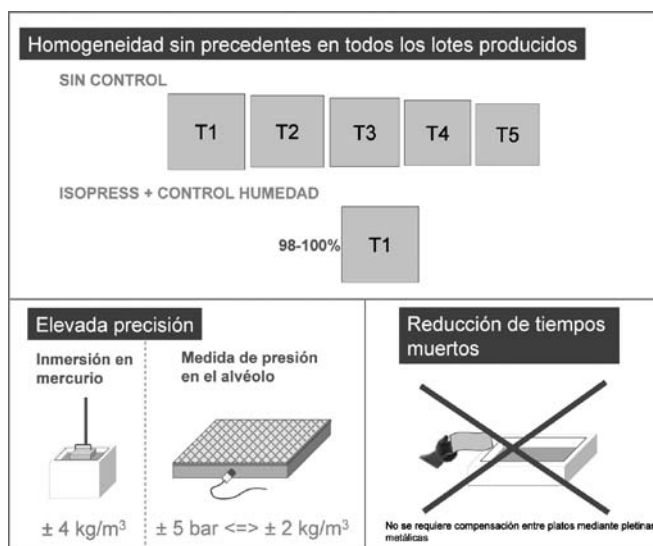 Homogeneidad sin precedentes en todos los lotes producidos
SIN CONTROL
T1 T2 T3 T4 T5
ISOPRESS + CONTROL HUMEDAD
98-100% T1
Elevada precisión
Inmersión en
mercurio
Medida de presión
en el alvéolo
± 4 kg/m³
± 5 bar <=> ± 2 kg/m³
Reducción de tiempos
muertos
No se requiere compensación entre platos mediante pletinas
metálicas